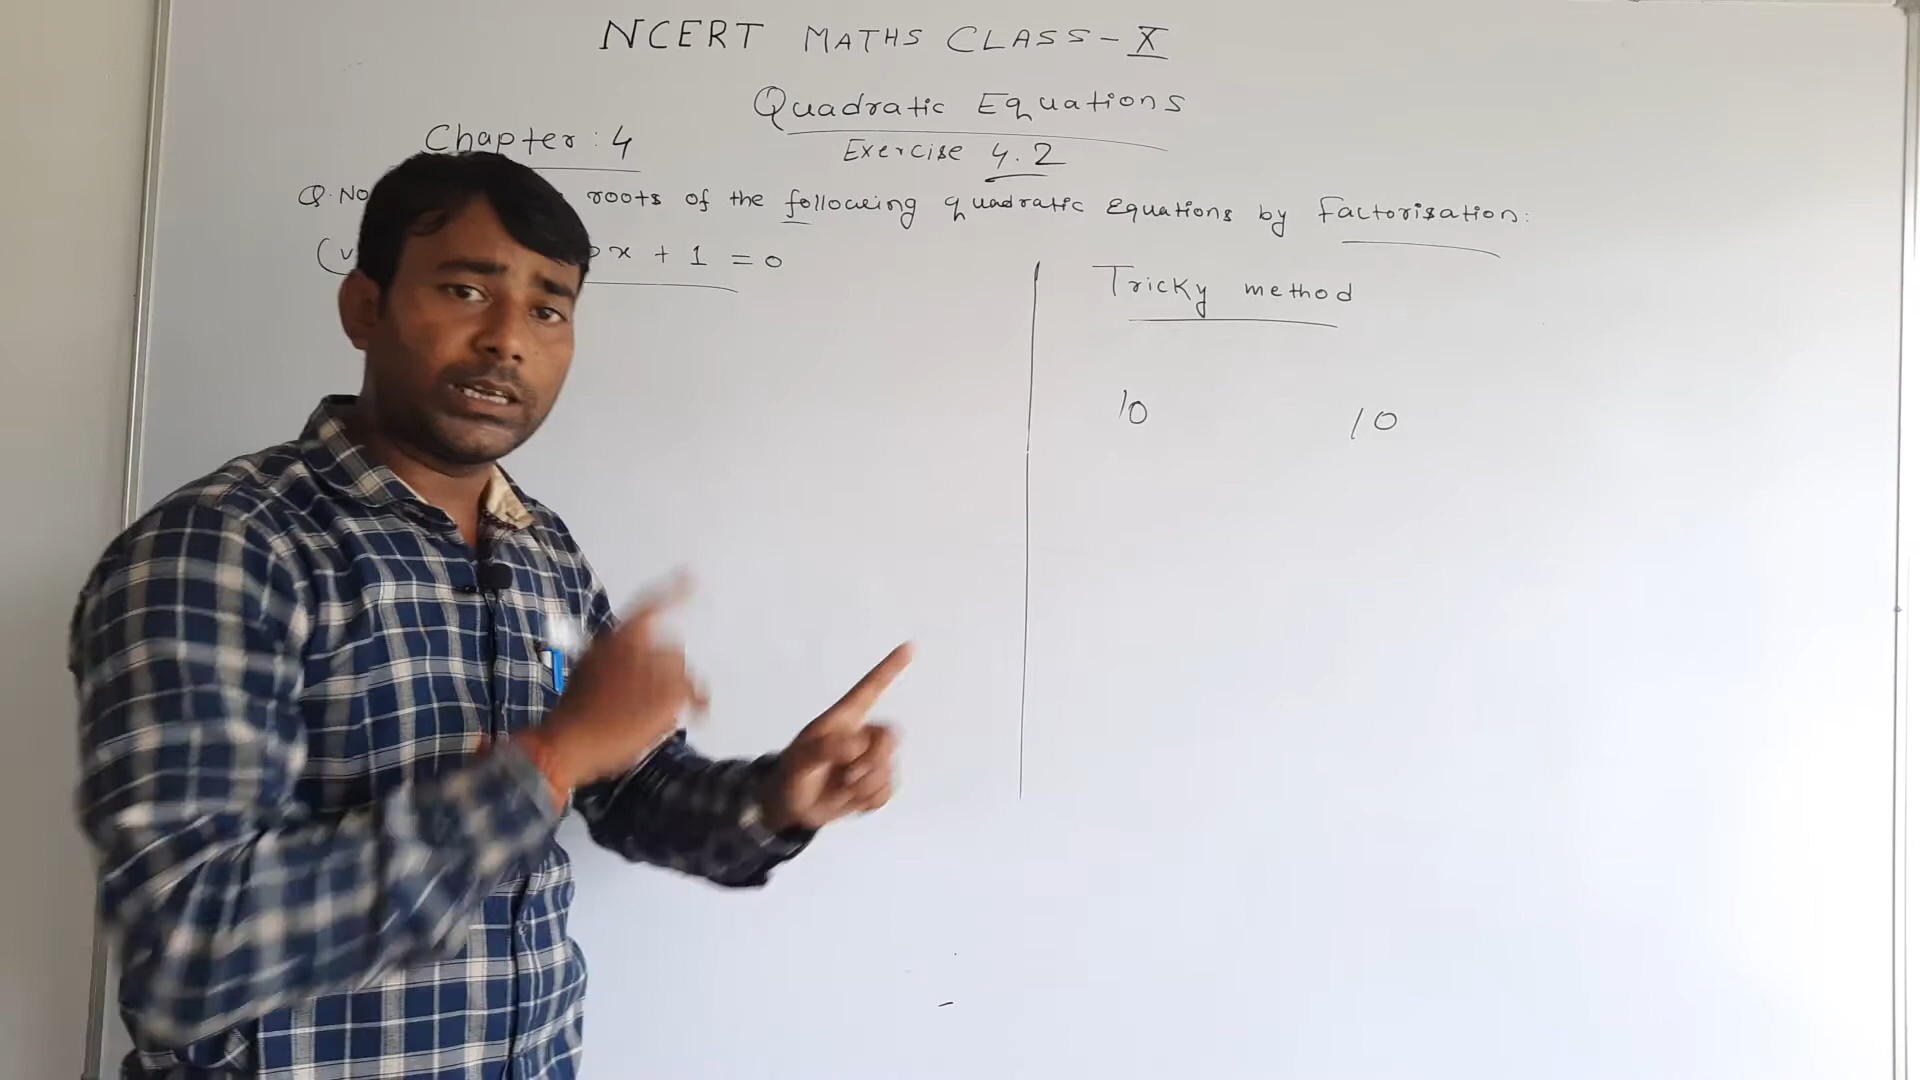 NCERT MATHS CLASS - X
Quadratic Equations
Chapter : 4
Exercise 4.2
Q. No roots of the following quadratic equations by factorisation:
(v x + 1 = 0
Tricky method
10 10